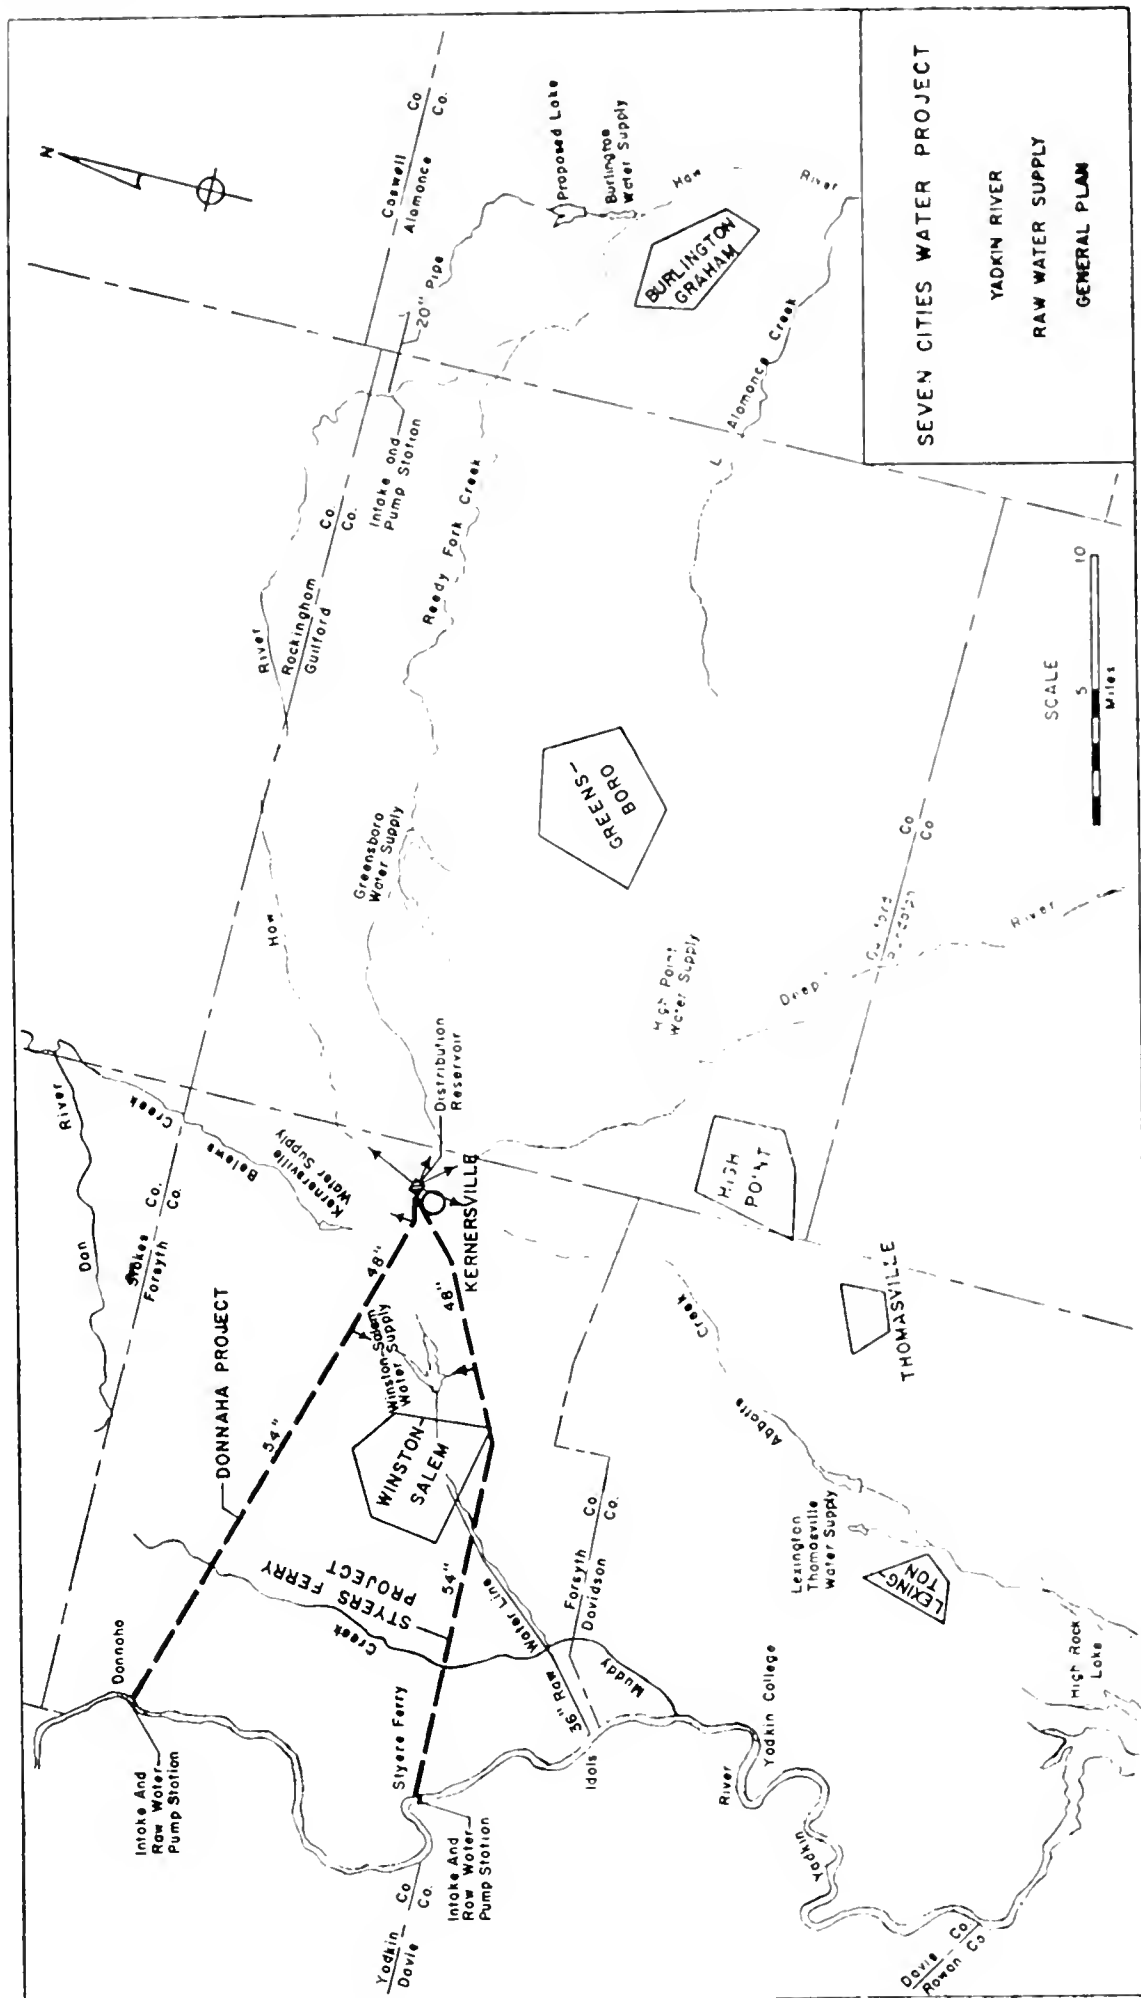 SEVEN CITIES WATER PROJECT
YADKIN RIVER
RAW WATER SUPPLY
GENERAL PLAN
N
Caswell Co
Alamance Co.
Proposed Lake
Burlington
Water Supply
Haw River
20" Pipe
BURLINGTON
GRAHAM
Intake and
Pump Station
Rockingham Co.
Guilford Co.
River
Reedy Fork Creek
L Alamance Creek
Haw
Greensboro
Water Supply
GREENS-
BORO
High Point
Water Supply
Deep River
Guilford Co
Randolph Co
SCALE
5 10
Miles
River
Dan
Creek
Belews
Kernersville
Water Supply
Stokes Co.
Forsyth Co.
Distribution
Reservoir
KERNERSVILLE
48"
48"
HIGH
POINT
THOMASVILLE
DONNAHA PROJECT
54"
Winston-Salem
Water Supply
WINSTON-
SALEM
STYERS FERRY
PROJECT
54"
Creek
Muddy
36" Raw Water Line
Forsyth Co.
Davidson Co.
Creek
Abbotts
Lexington
Thomasville
Water Supply
LEXING-
TON
High Rock
Lake
Donnaha
Intake And
Raw Water
Pump Station
Styers Ferry
Intake And
Raw Water
Pump Station
Idols
Yadkin College
River
Yadkin
Yadkin Co
Davie Co.
Davie Co.
Rowan Co